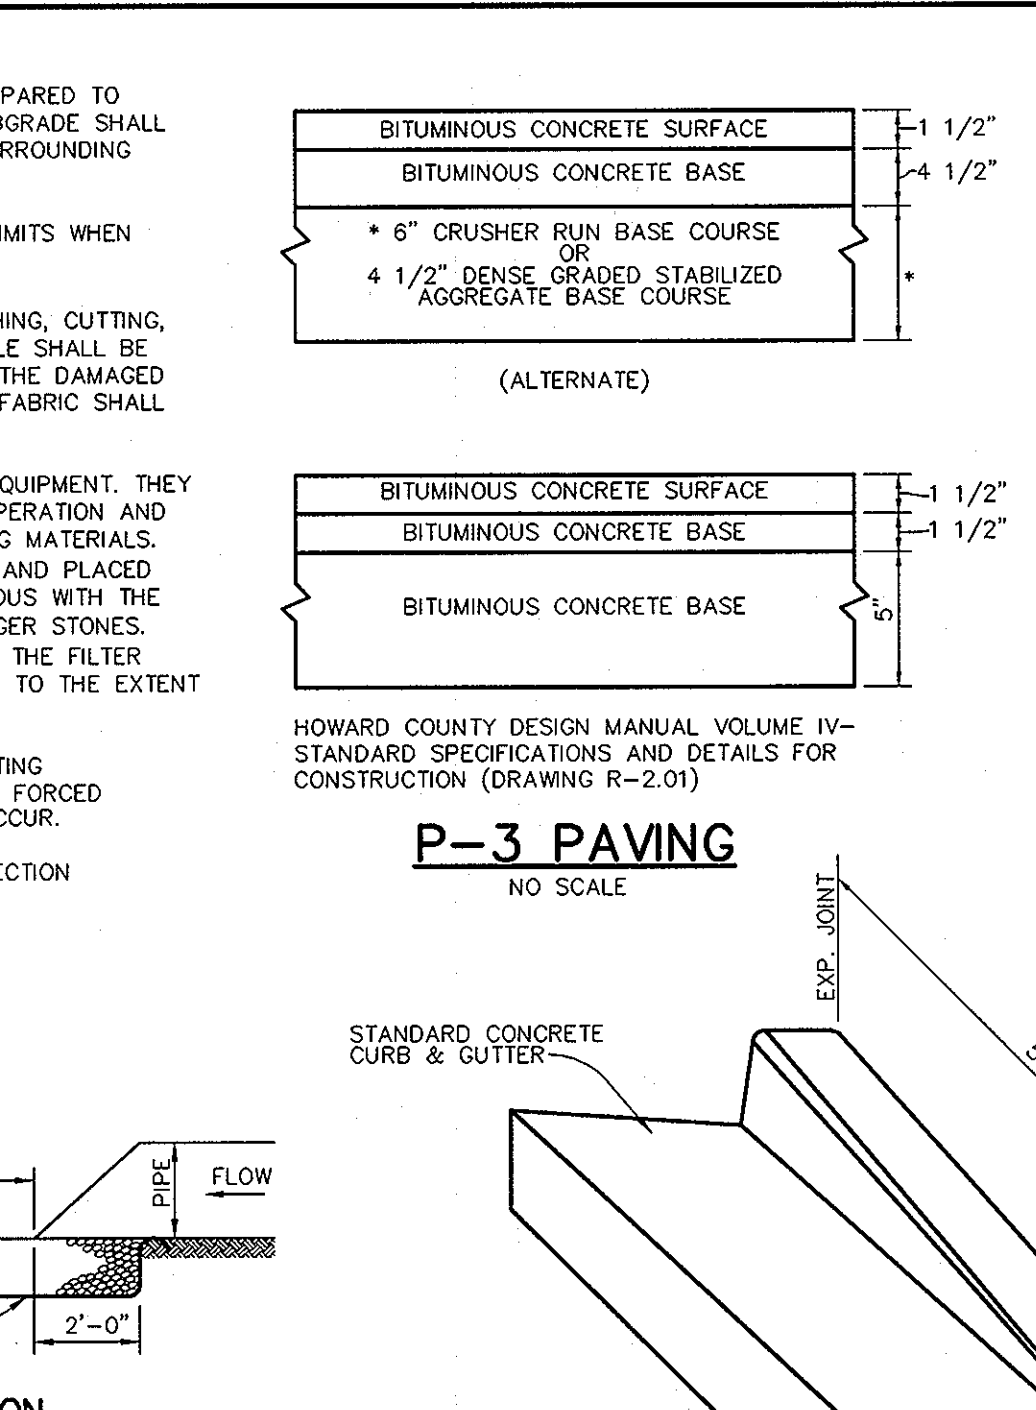 PARED TO
BGRADE SHALL
RROUNDING
IMITS WHEN
HING, CUTTING,
LE SHALL BE
THE DAMAGED
FABRIC SHALL
QUIPMENT. THEY
PERATION AND
G MATERIALS.
AND PLACED
OUS WITH THE
GER STONES.
THE FILTER
TO THE EXTENT
TING
FORCED
CCUR.
ECTION
BITUMINOUS CONCRETE SURFACE
1 1/2"
BITUMINOUS CONCRETE BASE
4 1/2"
* 6" CRUSHER RUN BASE COURSE
OR
4 1/2" DENSE GRADED STABILIZED
AGGREGATE BASE COURSE
*
(ALTERNATE)
BITUMINOUS CONCRETE SURFACE
1 1/2"
BITUMINOUS CONCRETE BASE
1 1/2"
BITUMINOUS CONCRETE BASE
5"
HOWARD COUNTY DESIGN MANUAL VOLUME IV-
STANDARD SPECIFICATIONS AND DETAILS FOR
CONSTRUCTION (DRAWING R-2.01)
P-3 PAVING
NO SCALE
EXP. JOINT
STANDARD CONCRETE
CURB & GUTTER
PIPE
FLOW
2'-0"
ON